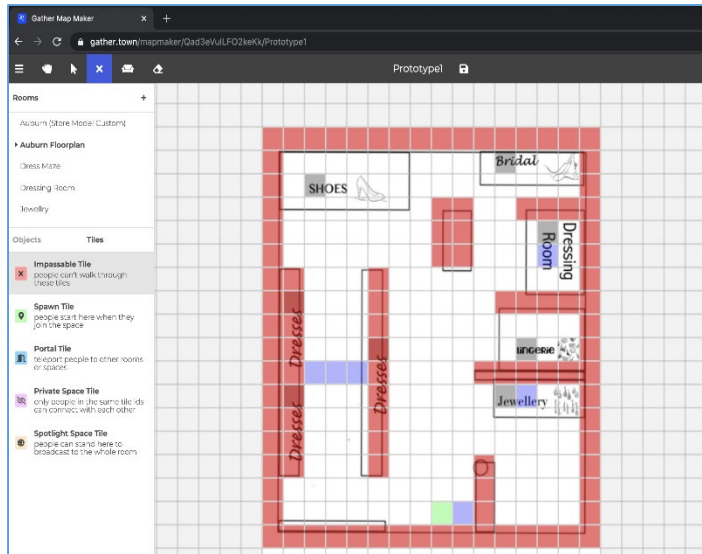 Gather Map Maker
gather.town/mapmaker/Qad3eVulLFO2keKk/Prototype1
Prototype1
Rooms
Auburn (Store Model Custom)
Auburn Floorplan
Dress Maze
Dressing Room
Jewellry
Objects
Tiles
Impassable Tile
people can't walk through
these tiles
Spawn Tile
people start here when they
join the space
Portal Tile
teleport people to other rooms
or spaces
Private Space Tile
only people in the same tile ids
can connect with each other
Spotlight Space Tile
people can stand here to
broadcast to the whole room
SHOES
Bridal
Dressing
Room
Dresses
Dresses
LINGERIE
Jewellery
Dresses